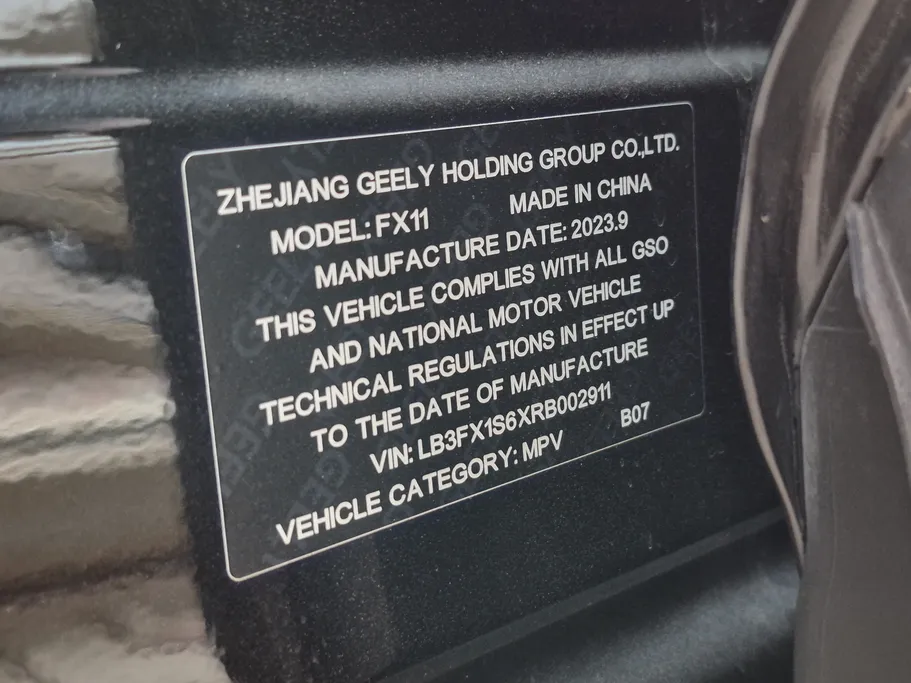 ZHEJIANG GEELY HOLDING GROUP CO.,LTD.
MODEL: FX11 MADE IN CHINA
MANUFACTURE DATE: 2023.9
THIS VEHICLE COMPLIES WITH ALL GSO
AND NATIONAL MOTOR VEHICLE
TECHNICAL REGULATIONS IN EFFECT UP
TO THE DATE OF MANUFACTURE
VIN: LB3FX1S6XRB002911
VEHICLE CATEGORY: MPV B07